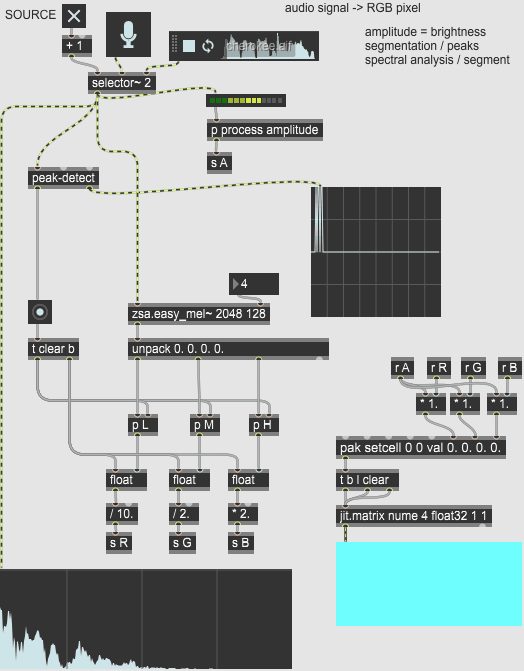 audio signal -> RGB pixel
SOURCE
amplitude = brightness
segmentation / peaks
spectral analysis / segment
+ 1
cherokee.aiff
selector~ 2
p process amplitude
s A
peak-detect
4
zsa.easy_mel~ 2048 128
t clear b
unpack 0. 0. 0. 0.
r A
r R
r G
r B
* 1.
* 1.
* 1.
p L
p M
p H
pak setcell 0 0 val 0. 0. 0. 0.
float
float
float
t b l clear
/ 10.
/ 2.
* 2.
jit.matrix nume 4 float32 1 1
s R
s G
s B